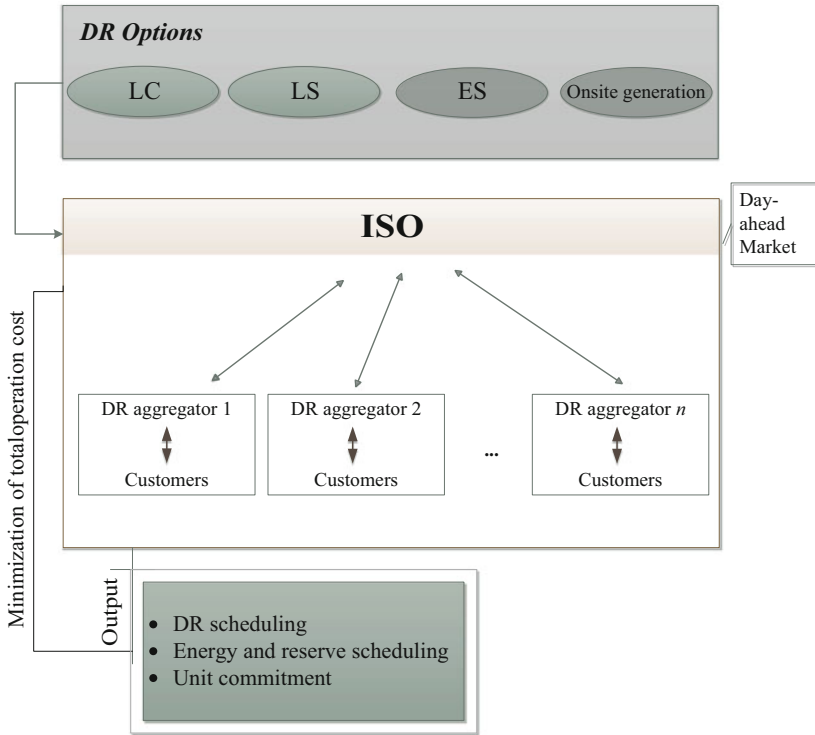 DR Options
LC
LS
ES
Onsite generation
ISO
Day-
ahead
Market
Minimization of totaloperation cost
DR aggregator 1
Customers
DR aggregator 2
Customers
...
DR aggregator n
Customers
Output
• DR scheduling
• Energy and reserve scheduling
• Unit commitment